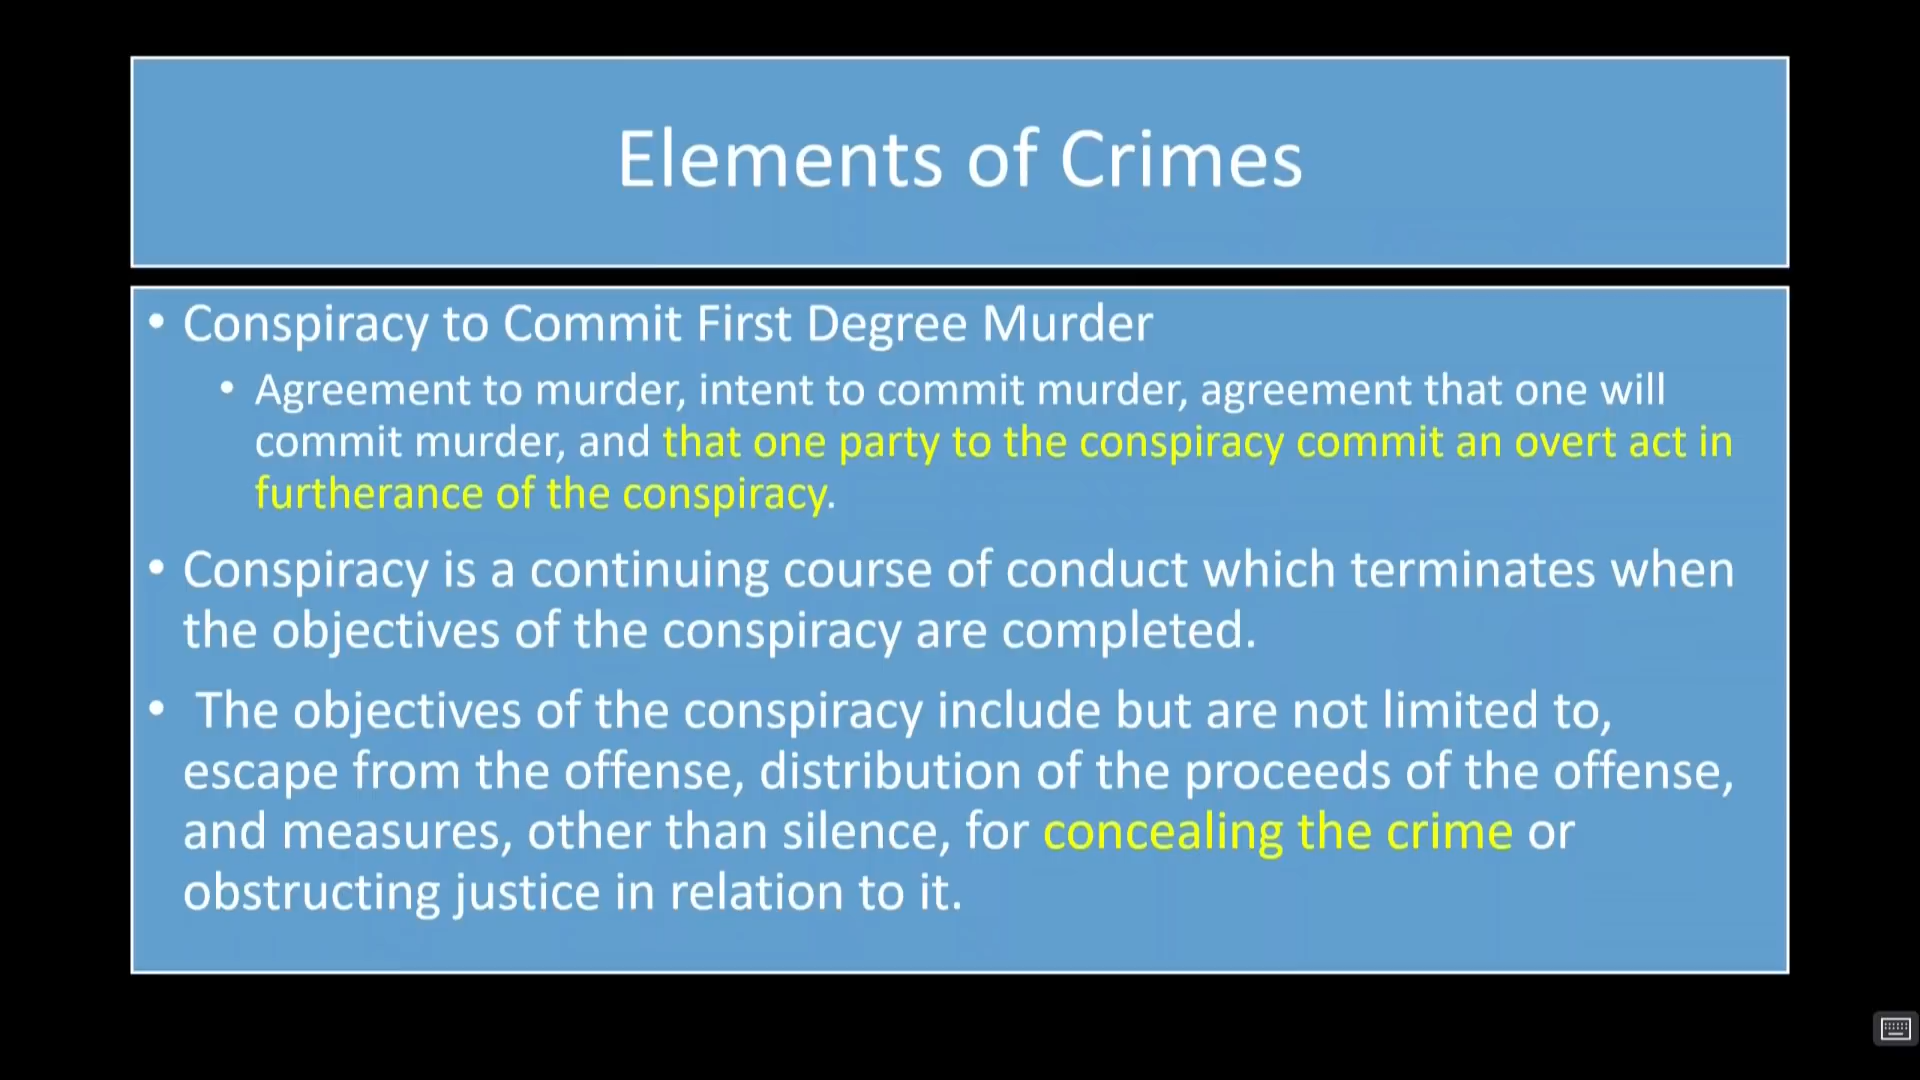 Elements of Crimes
• Conspiracy to Commit First Degree Murder
• Agreement to murder, intent to commit murder, agreement that one will
commit murder, and that one party to the conspiracy commit an overt act in
furtherance of the conspiracy.
• Conspiracy is a continuing course of conduct which terminates when
the objectives of the conspiracy are completed.
• The objectives of the conspiracy include but are not limited to,
escape from the offense, distribution of the proceeds of the offense,
and measures, other than silence, for concealing the crime or
obstructing justice in relation to it.